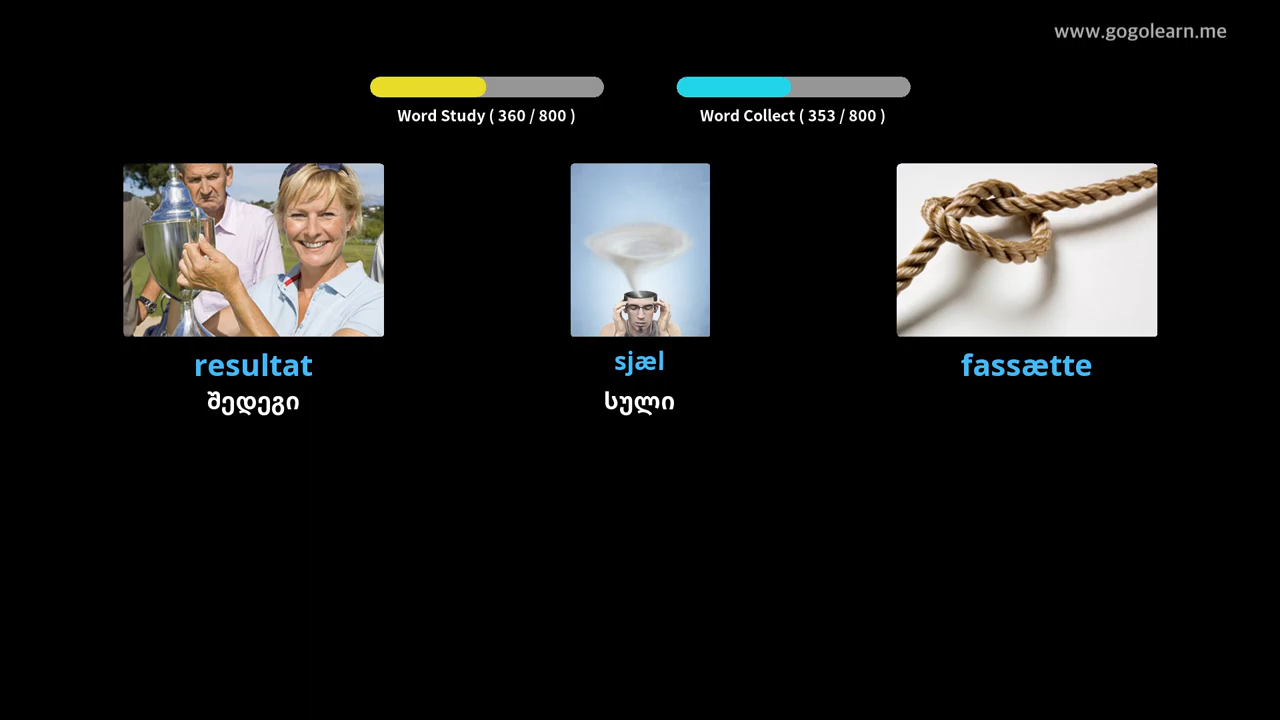 www.gogolearn.me
Word Study ( 360 / 800 )
Word Collect ( 353 / 800 )
resultat
sjæl
fassætte
შედეგი
სული